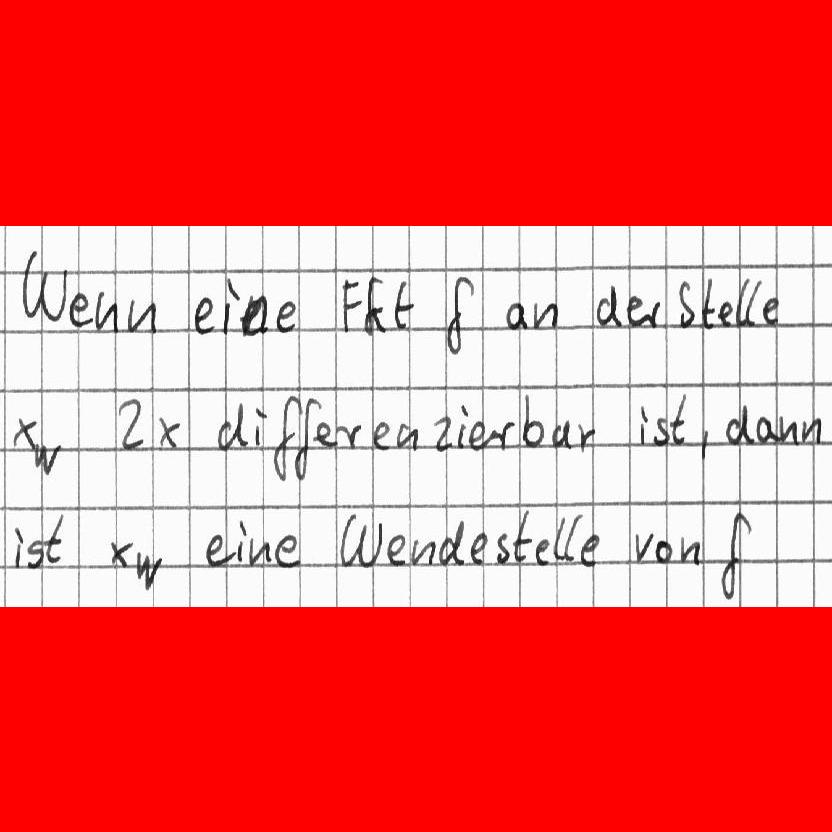 Wenn eine Fkt f an der Stelle
x_W 2x differenzierbar ist, dann
ist x_W eine Wendestelle von f